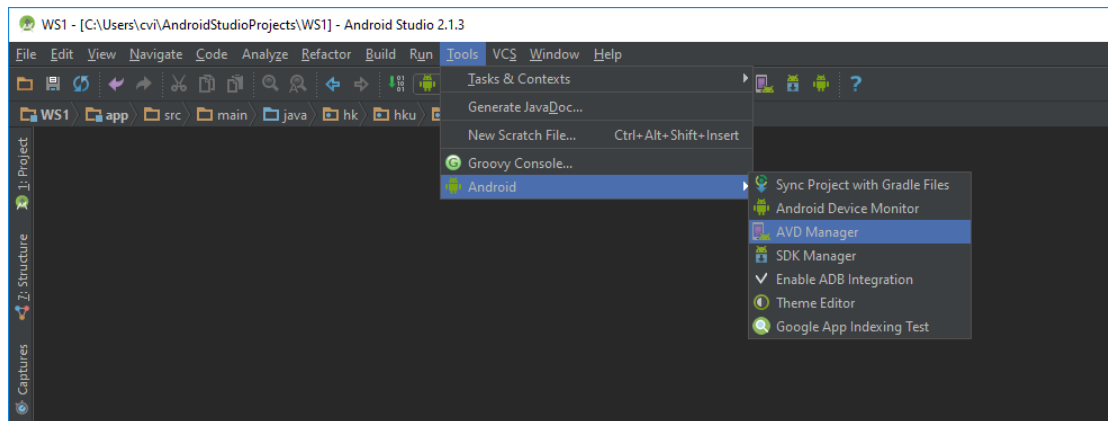 WS1 - [C:\Users\cvi\AndroidStudioProjects\WS1] - Android Studio 2.1.3
File Edit View Navigate Code Analyze Refactor Build Run Tools VCS Window Help
WS1 app src main java hk hku
Tasks & Contexts
Generate JavaDoc...
New Scratch File... Ctrl+Alt+Shift+Insert
Groovy Console...
Android
Sync Project with Gradle Files
Android Device Monitor
AVD Manager
SDK Manager
Enable ADB Integration
Theme Editor
Google App Indexing Test
1: Project
7: Structure
Captures